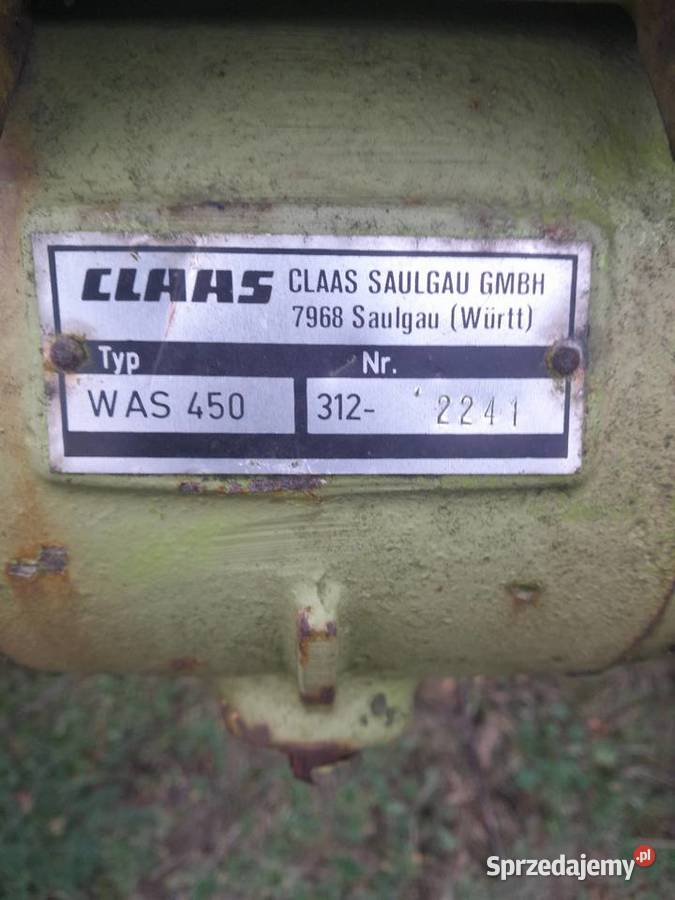 CLAAS CLAAS SAULGAU GMBH
7968 Saulgau (Württ)
Typ Nr.
WAS 450 312- 2241
Sprzedajemy.pl